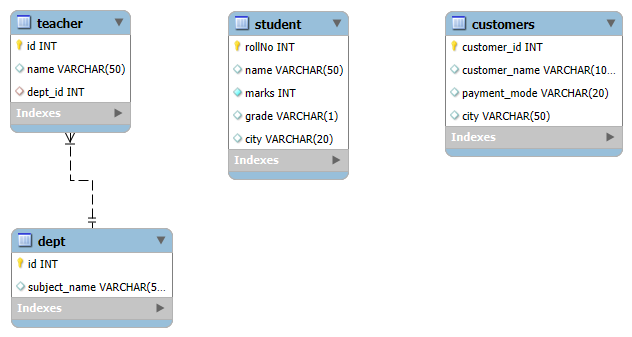 teacher
id INT
name VARCHAR(50)
dept_id INT
Indexes
student
rollNo INT
name VARCHAR(50)
marks INT
grade VARCHAR(1)
city VARCHAR(20)
Indexes
customers
customer_id INT
customer_name VARCHAR(10...
payment_mode VARCHAR(20)
city VARCHAR(50)
Indexes
dept
id INT
subject_name VARCHAR(5...
Indexes